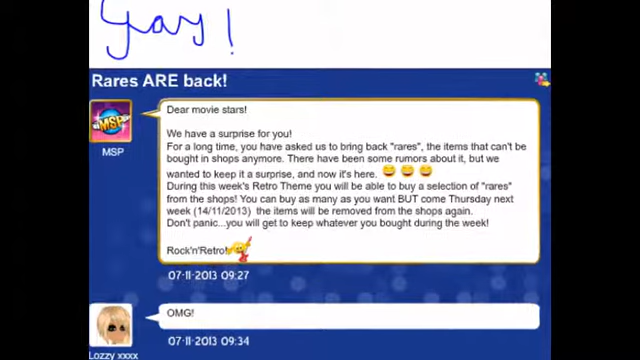 yay!
Rares ARE back!
MSP
Dear movie stars!
We have a surprise for you!
For a long time, you have asked us to bring back "rares", the items that can't be
bought in shops anymore. There have been some rumors about it, but we
wanted to keep it a surprise, and now it's here.
During this week's Retro Theme you will be able to buy a selection of "rares"
from the shops! You can buy as many as you want BUT come Thursday next
week (14/11/2013) the items will be removed from the shops again.
Don't panic...you will get to keep whatever you bought during the week!
Rock'n'Retro!
MSP
07-11-2013 09:27
OMG!
07-11-2013 09:34
Lozzy xxxx